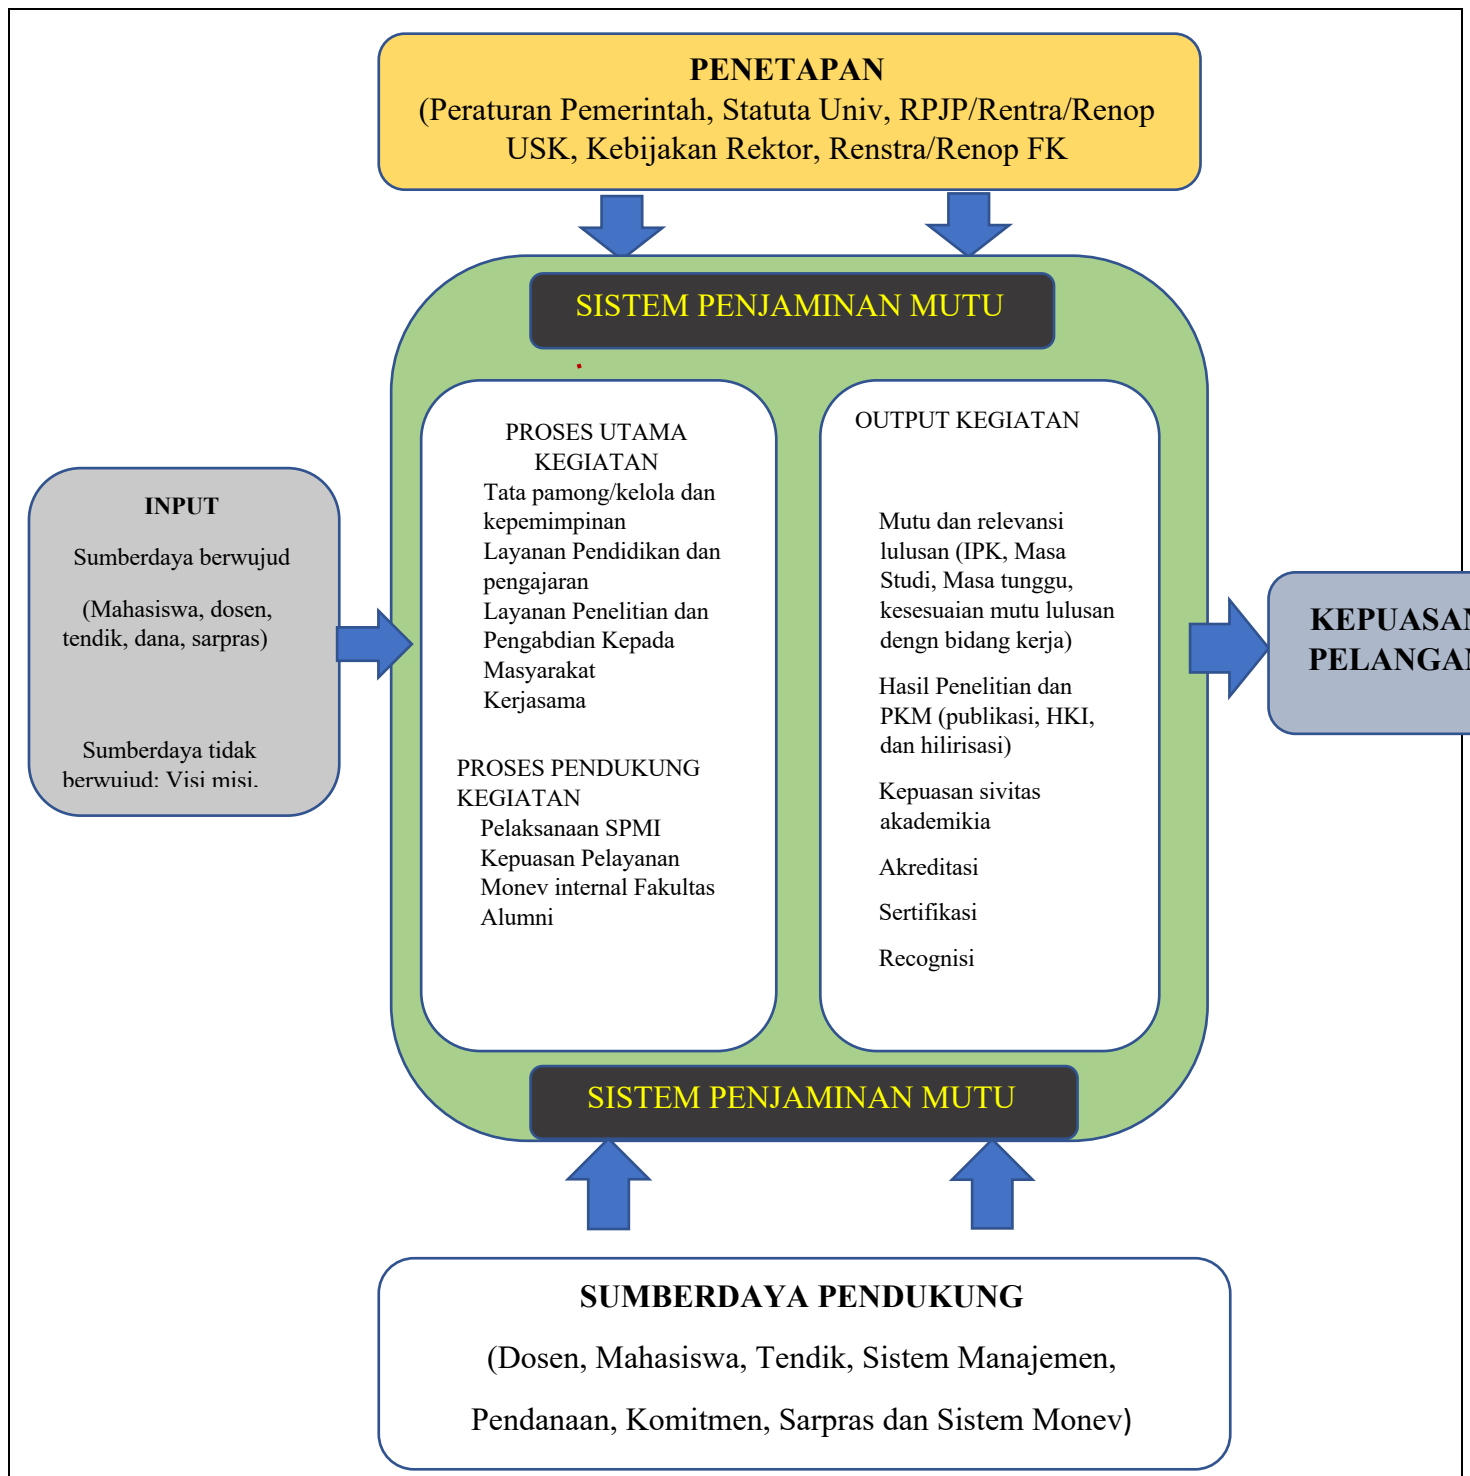 PENETAPAN
(Peraturan Pemerintah, Statuta Univ, RPJP/Rentra/Renop
USK, Kebijakan Rektor, Renstra/Renop FK
SISTEM PENJAMINAN MUTU
INPUT
Sumberdaya berwujud
(Mahasiswa, dosen,
tendik, dana, sarpras)
Sumberdaya tidak
berwujud: Visi misi,
PROSES UTAMA
KEGIATAN
Tata pamong/kelola dan
kepemimpinan
Layanan Pendidikan dan
pengajaran
Layanan Penelitian dan
Pengabdian Kepada
Masyarakat
Kerjasama
PROSES PENDUKUNG
KEGIATAN
Pelaksanaan SPMI
Kepuasan Pelayanan
Monev internal Fakultas
Alumni
OUTPUT KEGIATAN
Mutu dan relevansi
lulusan (IPK, Masa
Studi, Masa tunggu,
kesesuaian mutu lulusan
dengn bidang kerja)
Hasil Penelitian dan
PKM (publikasi, HKI,
dan hilirisasi)
Kepuasan sivitas
akademikia
Akreditasi
Sertifikasi
Recognisi
KEPUASAN
PELANGAN
SISTEM PENJAMINAN MUTU
SUMBERDAYA PENDUKUNG
(Dosen, Mahasiswa, Tendik, Sistem Manajemen,
Pendanaan, Komitmen, Sarpras dan Sistem Monev)